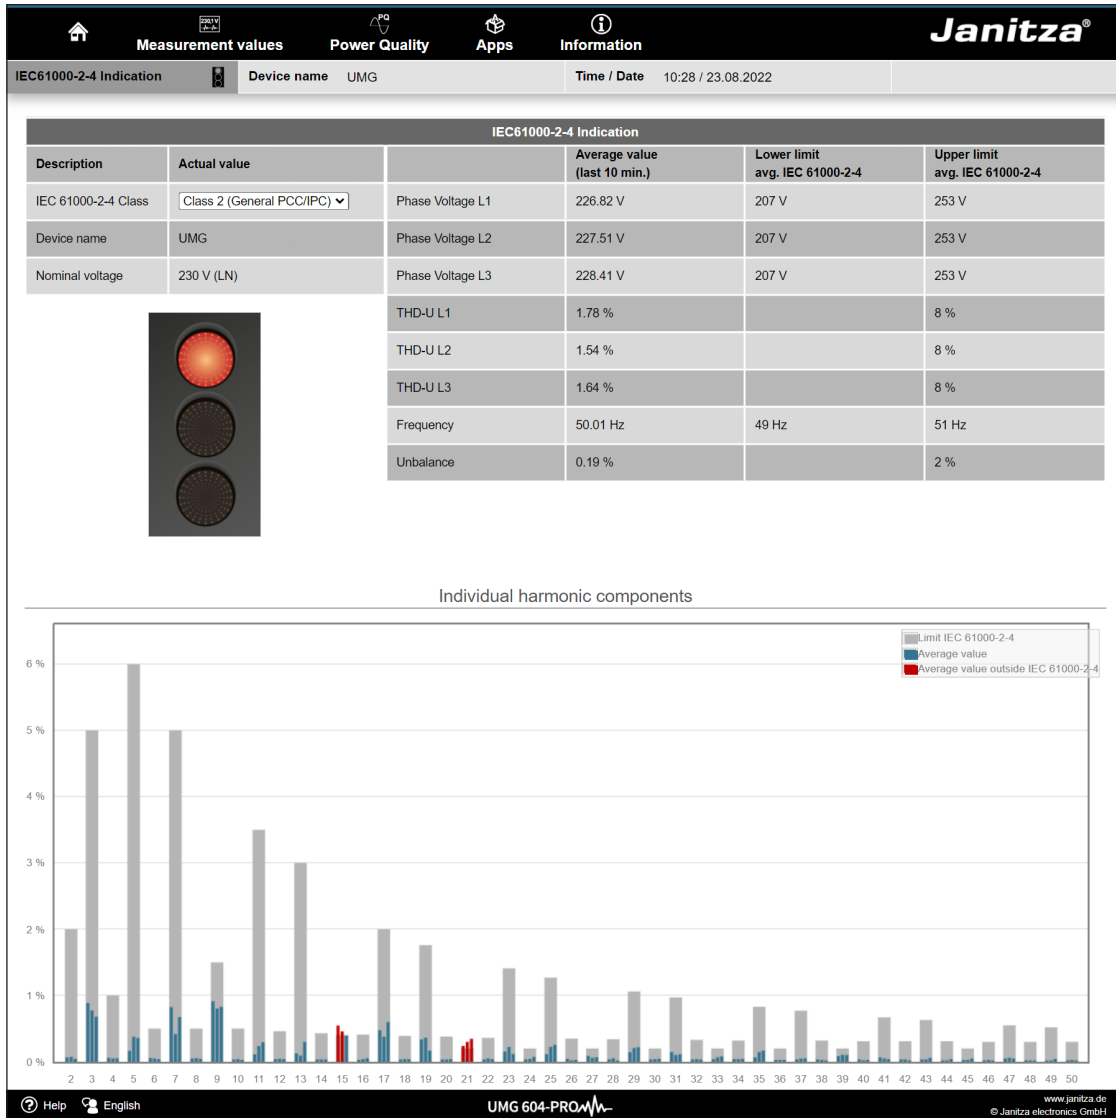 230,1 V
PQ
Measurement values Power Quality Apps Information Janitza®
IEC61000-2-4 Indication Device name UMG Time / Date 10:28 / 23.08.2022
IEC61000-2-4 Indication
Description Actual value Average value (last 10 min.) Lower limit avg. IEC 61000-2-4 Upper limit avg. IEC 61000-2-4
IEC 61000-2-4 Class Class 2 (General PCC/IPC) Phase Voltage L1 226.82 V 207 V 253 V
Device name UMG Phase Voltage L2 227.51 V 207 V 253 V
Nominal voltage 230 V (LN) Phase Voltage L3 228.41 V 207 V 253 V
THD-U L1 1.78 % 8 %
THD-U L2 1.54 % 8 %
THD-U L3 1.64 % 8 %
Frequency 50.01 Hz 49 Hz 51 Hz
Unbalance 0.19 % 2 %
Individual harmonic components
Limit IEC 61000-2-4
Average value
Average value outside IEC 61000-2-4
6 %
5 %
4 %
3 %
2 %
1 %
0 %
2 3 4 5 6 7 8 9 10 11 12 13 14 15 16 17 18 19 20 21 22 23 24 25 26 27 28 29 30 31 32 33 34 35 36 37 38 39 40 41 42 43 44 45 46 47 48 49 50
Help English UMG 604-PRO www.janitza.de
© Janitza electronics GmbH